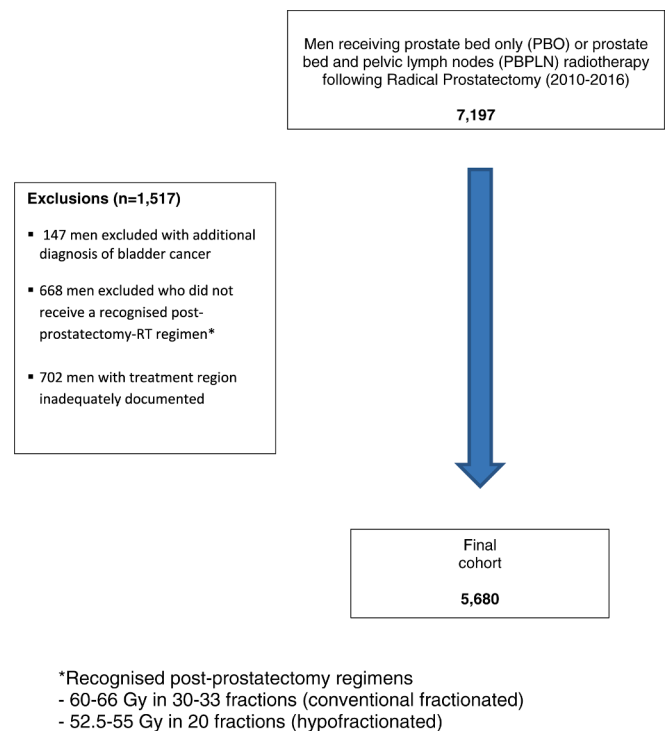 Men receiving prostate bed only (PBO) or prostate
bed and pelvic lymph nodes (PBPLN) radiotherapy
following Radical Prostatectomy (2010-2016)
7,197
Exclusions (n=1,517)
▪ 147 men excluded with additional
diagnosis of bladder cancer
▪ 668 men excluded who did not
receive a recognised post-
prostatectomy-RT regimen*
▪ 702 men with treatment region
inadequately documented
Final
cohort
5,680
*Recognised post-prostatectomy regimens
- 60-66 Gy in 30-33 fractions (conventional fractionated)
- 52.5-55 Gy in 20 fractions (hypofractionated)